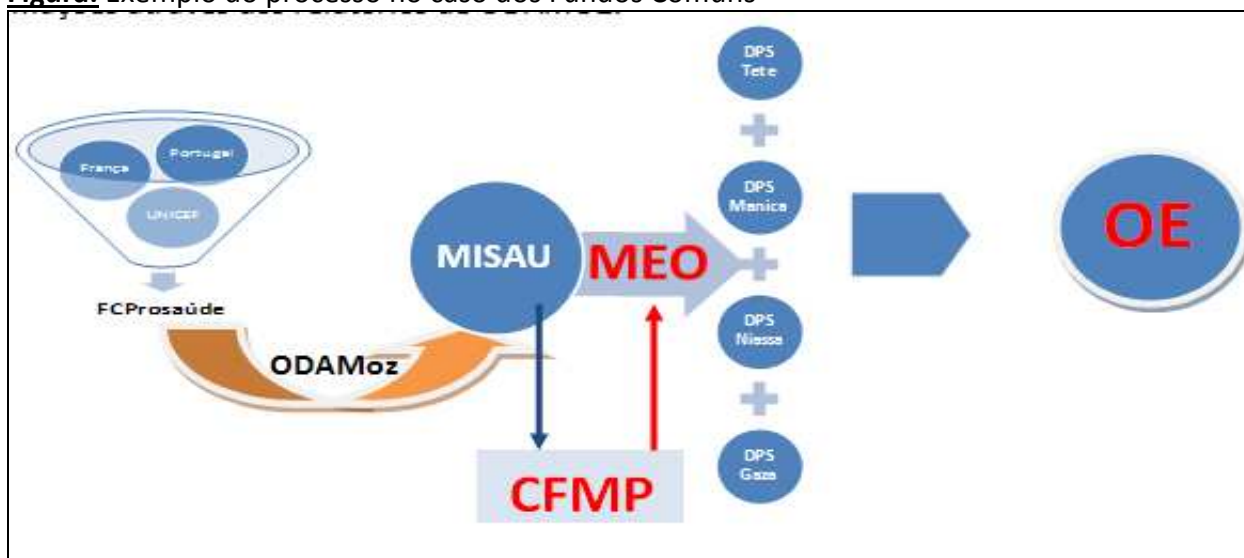 Figura: Exemplo do processo no caso dos Fundos Comuns
França
Portugal
UNICEF
FCProsaúde
ODAMoz
MISAU
MEO
CFMP
DPS
Tete
DPS
Manica
DPS
Niassa
DPS
Gaza
OE